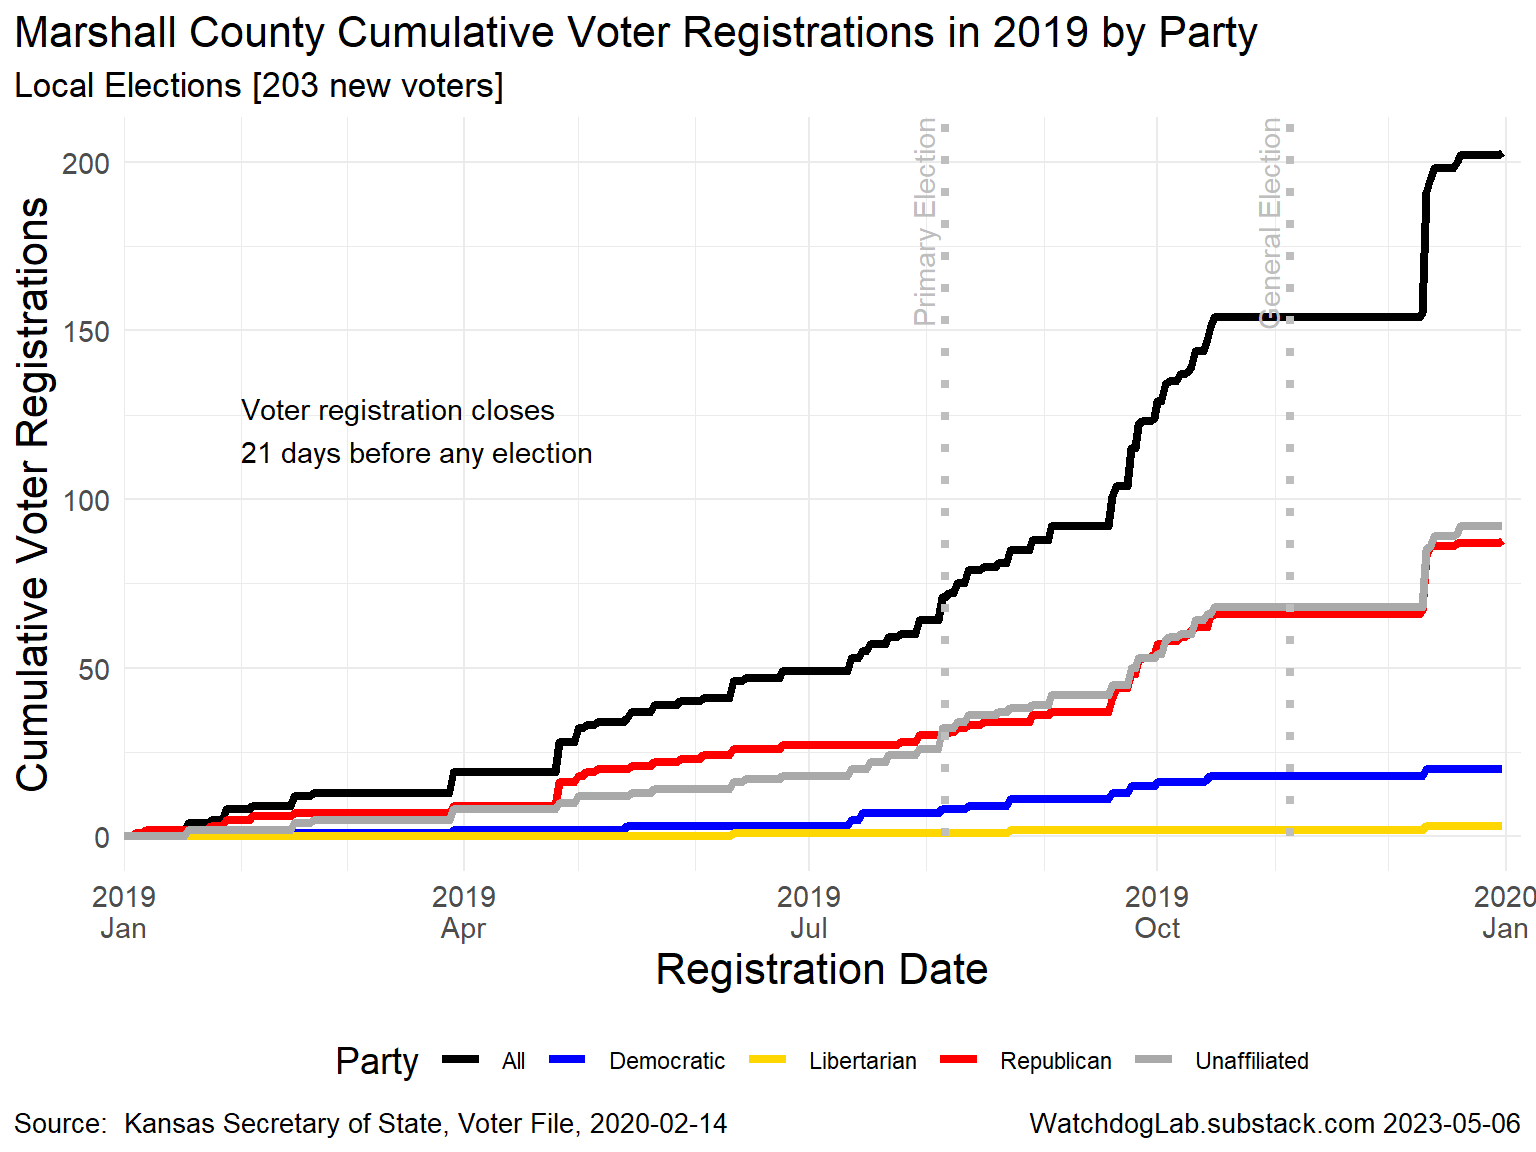 Marshall County Cumulative Voter Registrations in 2019 by Party
Local Elections [203 new voters]
Cumulative Voter Registrations
200
150
100
50
0
Primary Election
General Election
Voter registration closes
21 days before any election
2019 2019 2019 2019 2020
Jan Apr Jul Oct Jan
Registration Date
Party All Democratic Libertarian Republican Unaffiliated
Source:  Kansas Secretary of State, Voter File, 2020-02-14
WatchdogLab.substack.com 2023-05-06